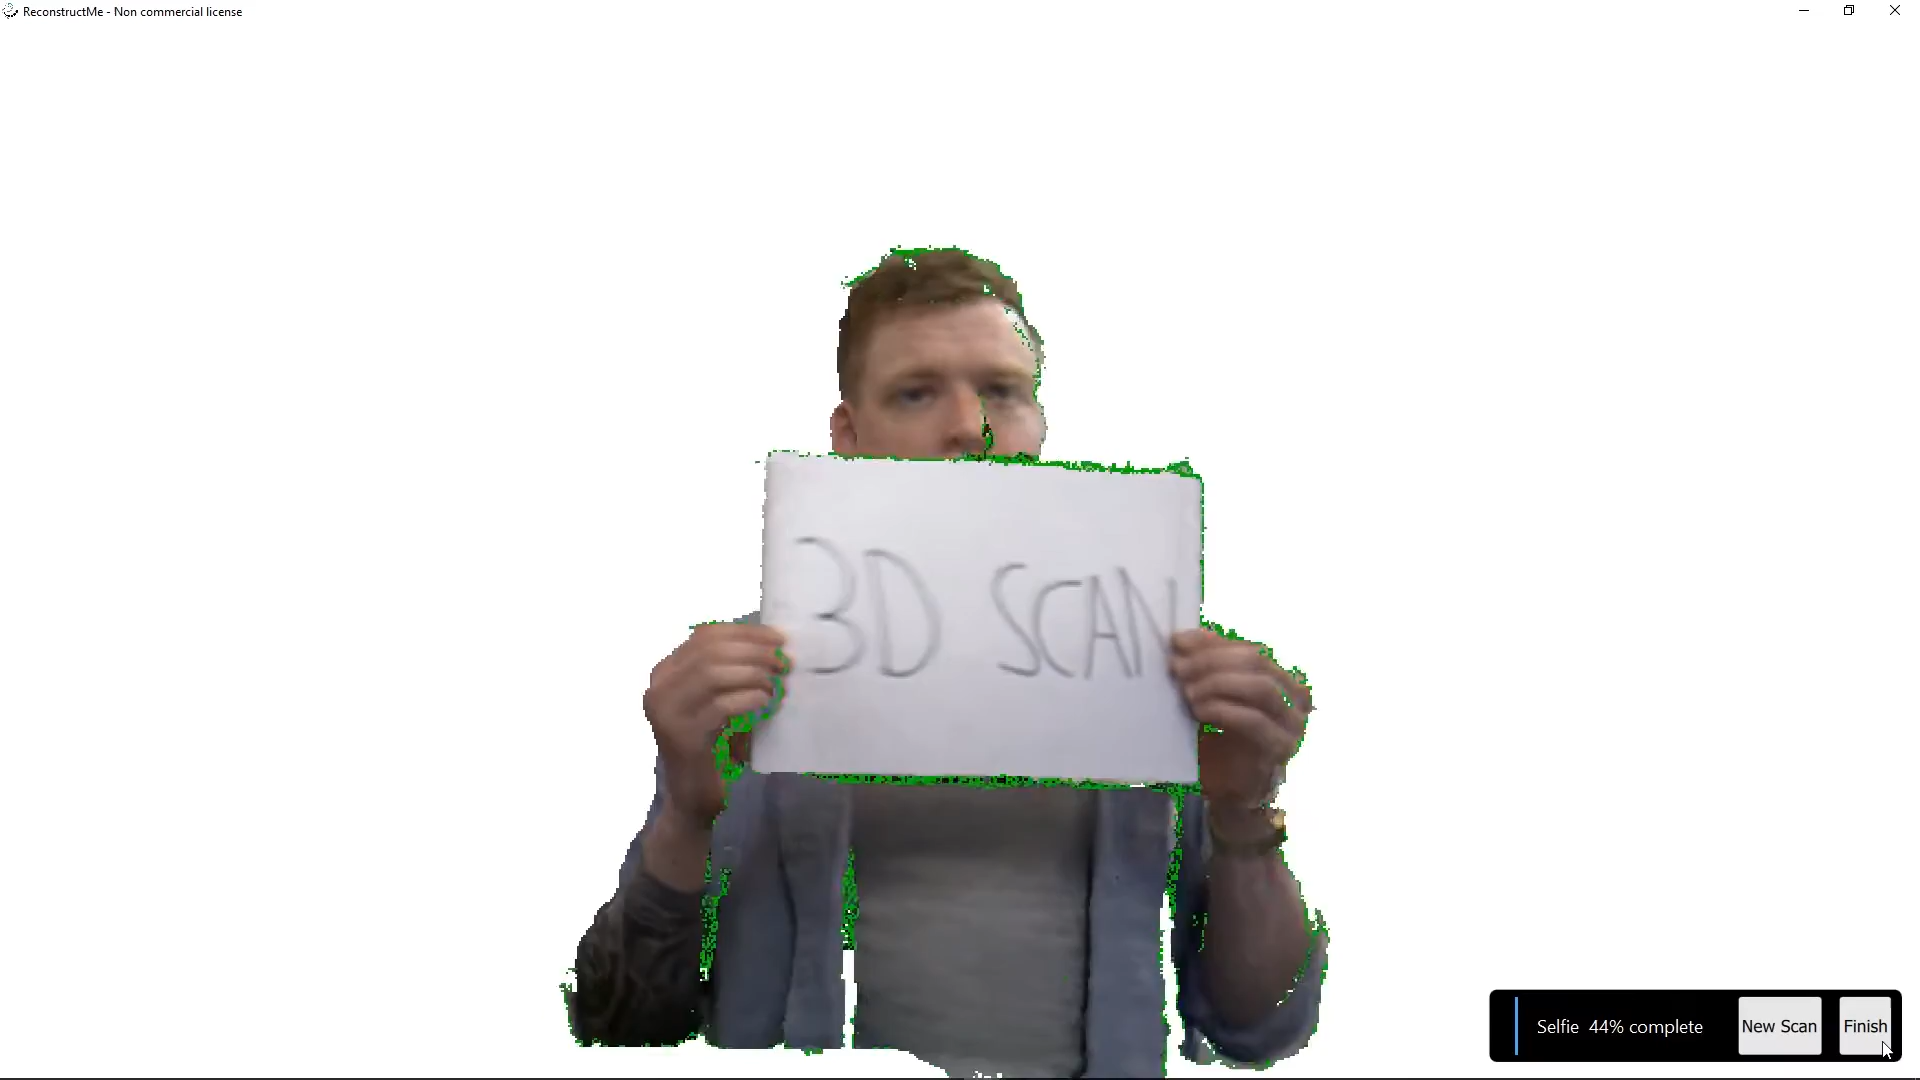 ReconstructMe - Non commercial license
3D SCAN
Selfie 44% complete
New Scan
Finish